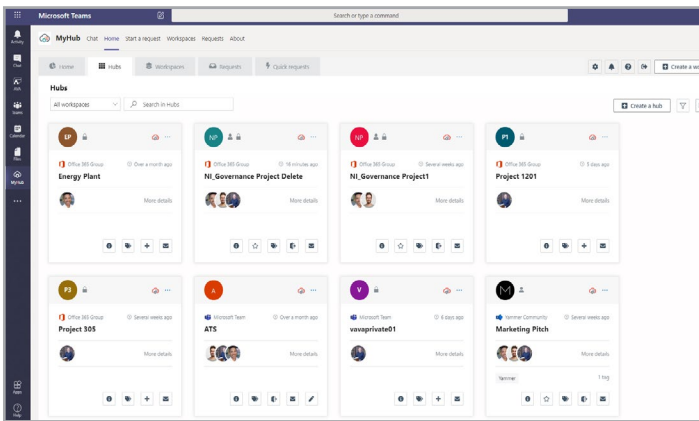 Microsoft Teams
Search or type a command
Activity
MyHub Chat Home Start a request Workspaces Requests About
Chat
Home Hubs Workspaces Requests Quick requests
Create a wo
Teams
Hubs
Calendar
All workspaces Search in Hubs
Create a hub
Files
MyHub
EP NP NP P1
Office 365 Group Over a month ago
Energy Plant
More details
Office 365 Group 16 minutes ago
NI_Governance Project Delete
More details
Office 365 Group Several weeks ago
NI_Governance Project1
More details
Office 365 Group 5 days ago
Project 1201
More details
P3 A V M
Office 365 Group Several weeks ago
Project 305
More details
Microsoft Team Over a month ago
ATS
More details
Microsoft Team 6 days ago
vavaprivate01
More details
Yammer Community Several weeks ago
Marketing Pitch
More details
Yammer 1 tag
Apps
Help